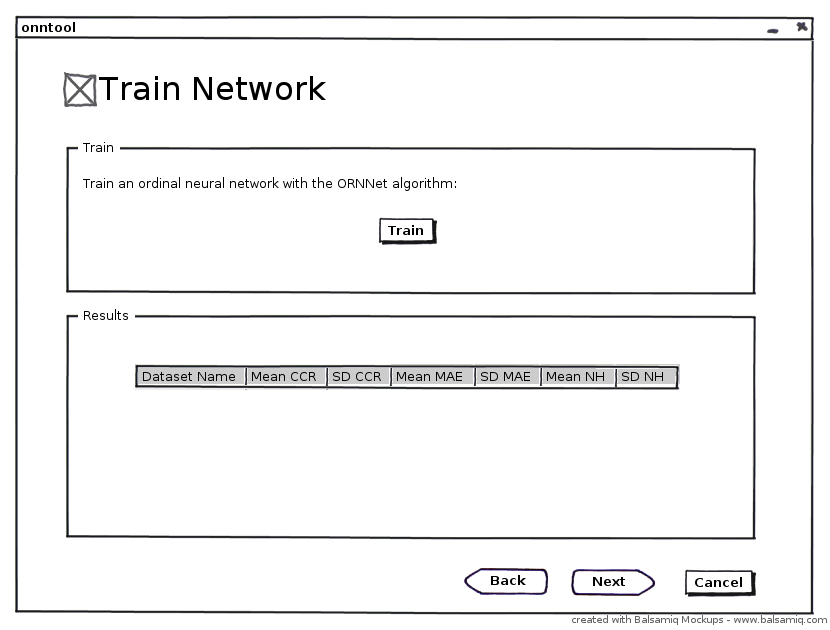 onntool
Train Network
Train
Train an ordinal neural network with the ORNNet algorithm:
Train
Results
Dataset Name Mean CCR SD CCR Mean MAE SD MAE Mean NH SD NH
Back Next Cancel
created with Balsamiq Mockups - www.balsamiq.com